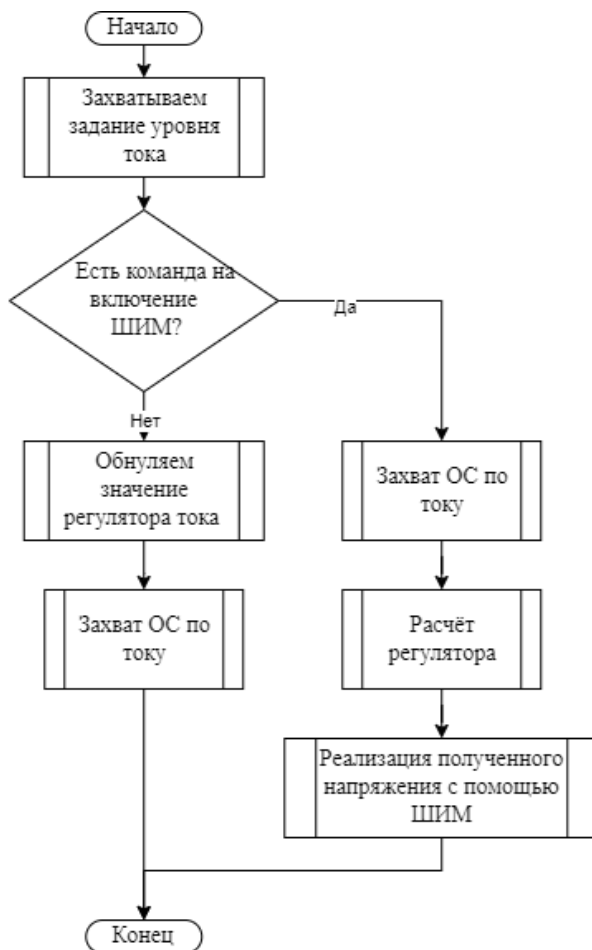 Начало
Захватываем
задание уровня
тока
Есть команда на
включение
ШИМ?
Да
Нет
Обнуляем
значение
регулятора тока
Захват ОС по
току
Захват ОС по
току
Расчёт
регулятора
Реализация полученного
напряжения с помощью
ШИМ
Конец